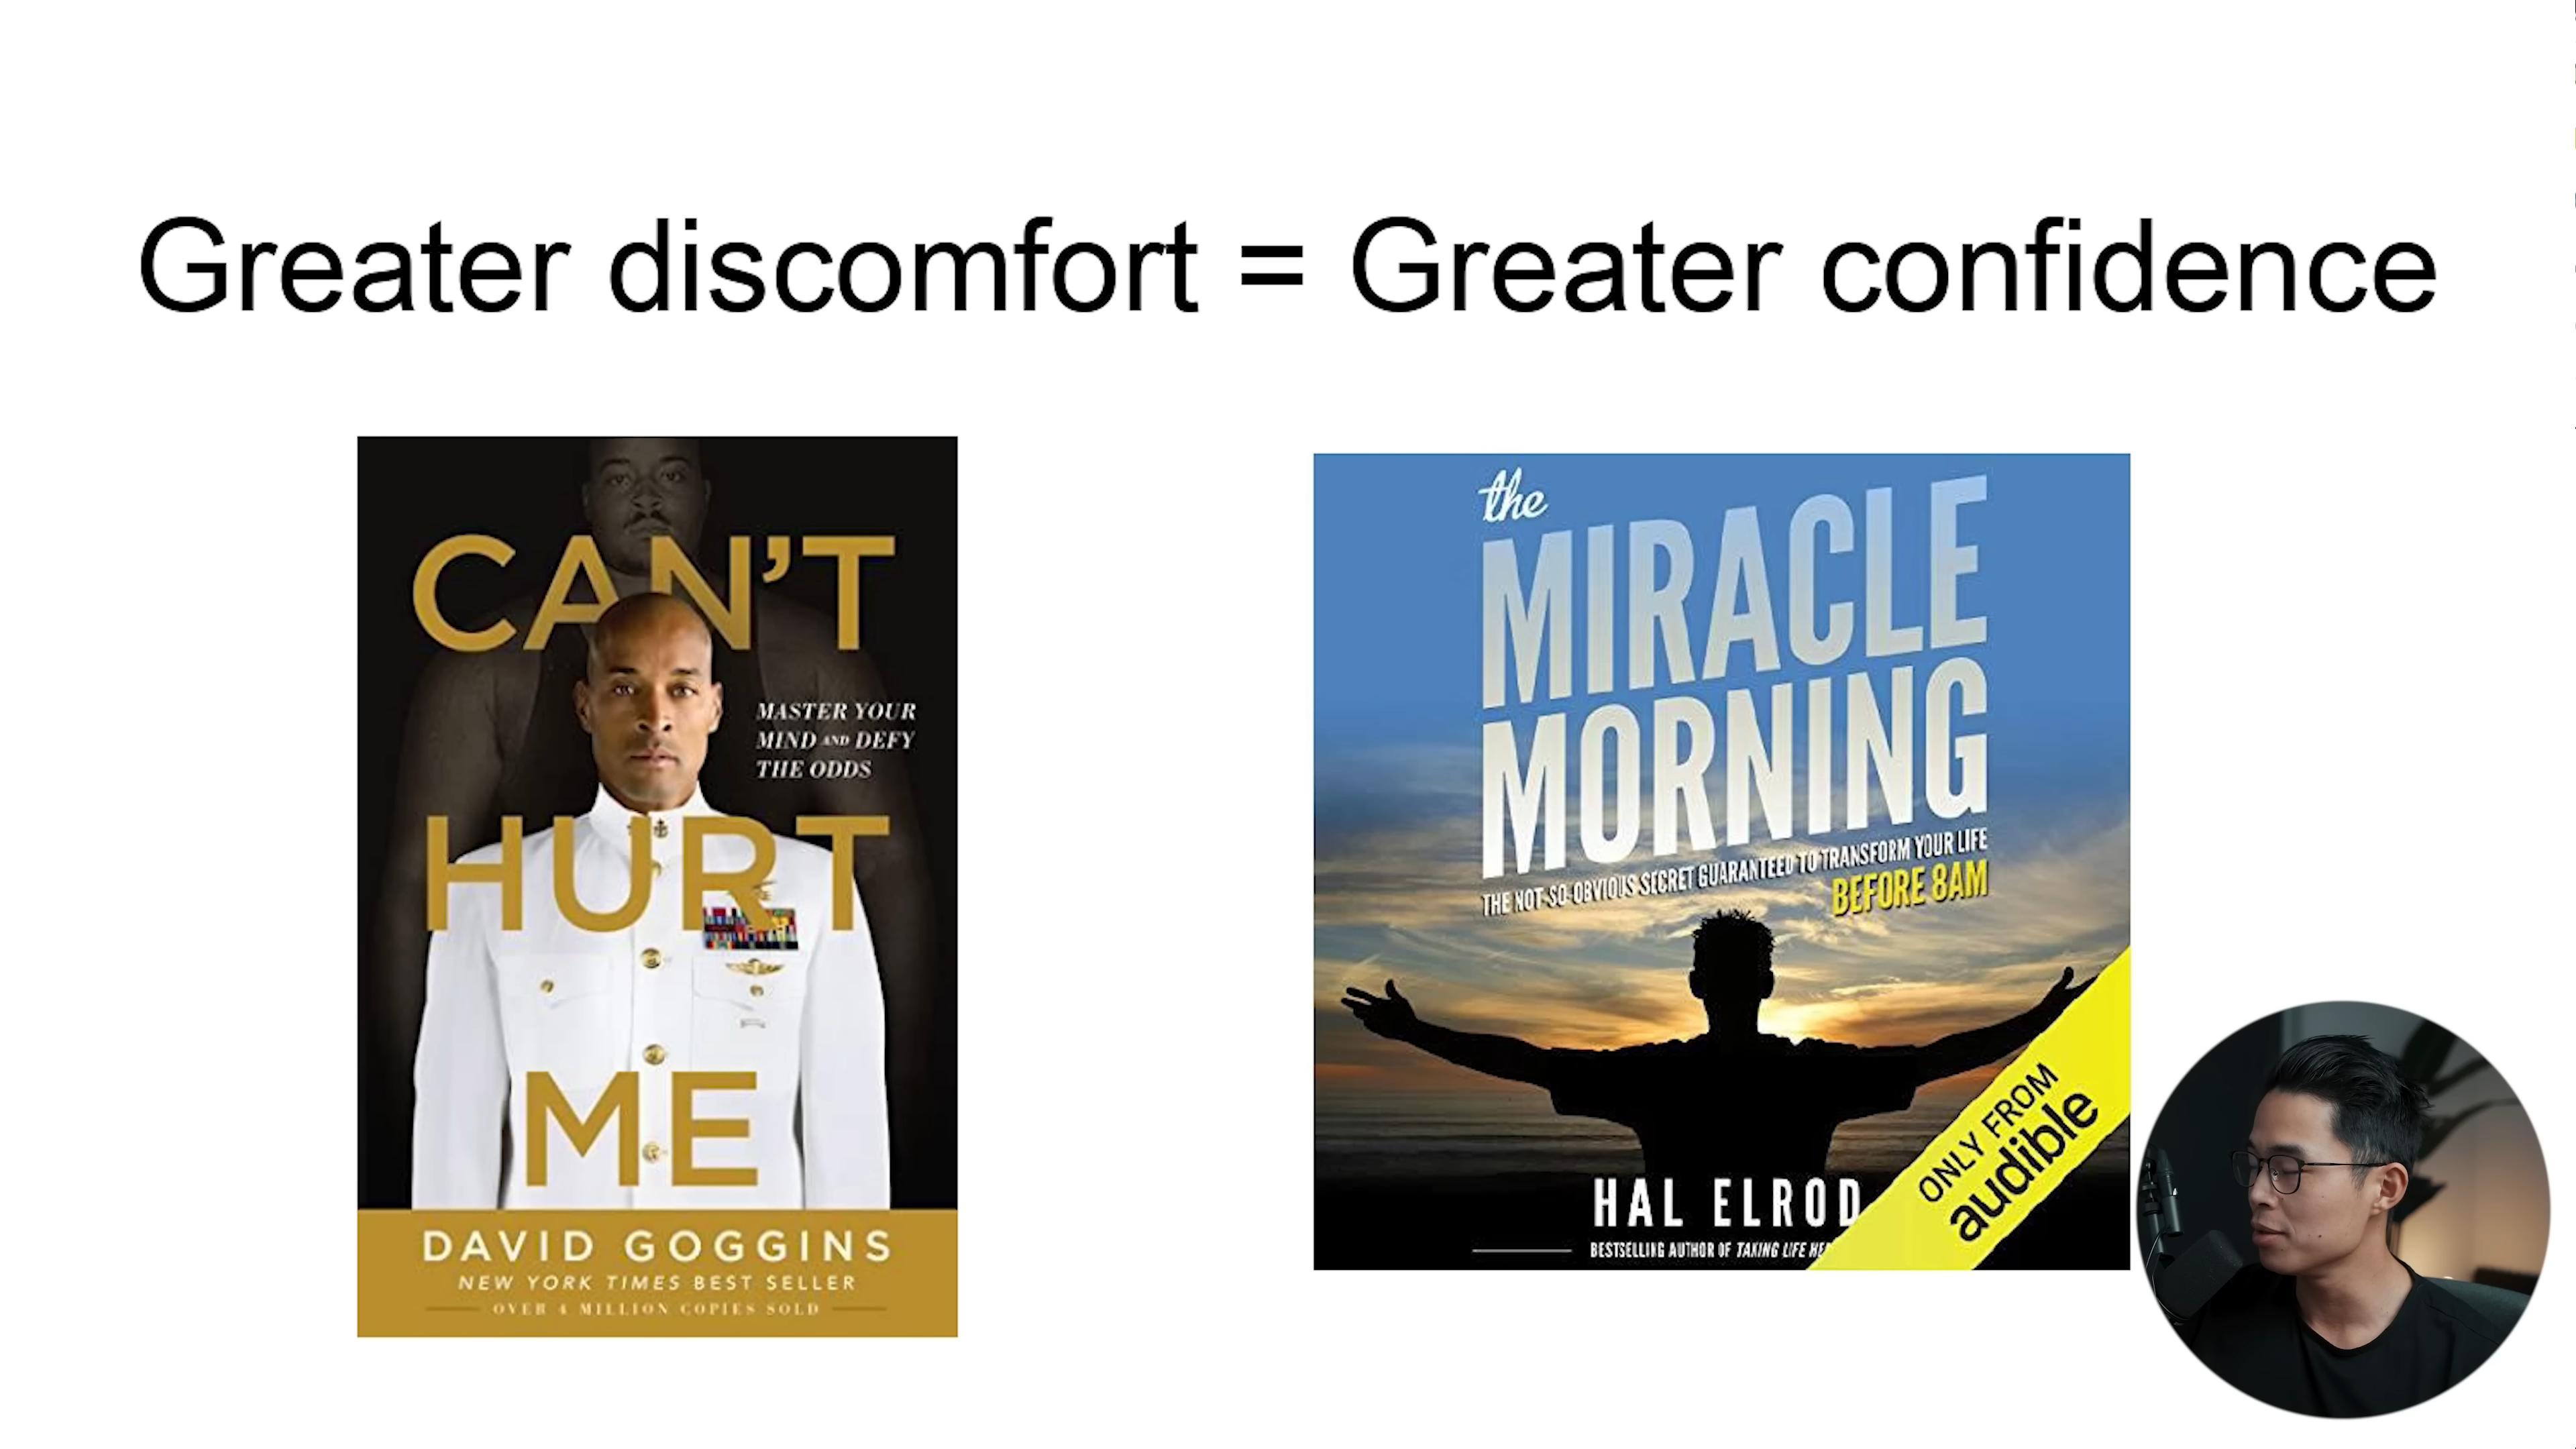 Greater discomfort = Greater confidence
CAN'T
MASTER YOUR
MIND AND DEFY
THE ODDS
HURT
ME
DAVID GOGGINS
NEW YORK TIMES BEST SELLER
OVER 4 MILLION COPIES SOLD
the
MIRACLE
MORNING
THE NOT-SO-OBVIOUS SECRET GUARANTEED TO TRANSFORM YOUR LIFE
BEFORE 8AM
HAL ELROD
BESTSELLING AUTHOR OF TAKING LIFE
ONLY FROM
audible